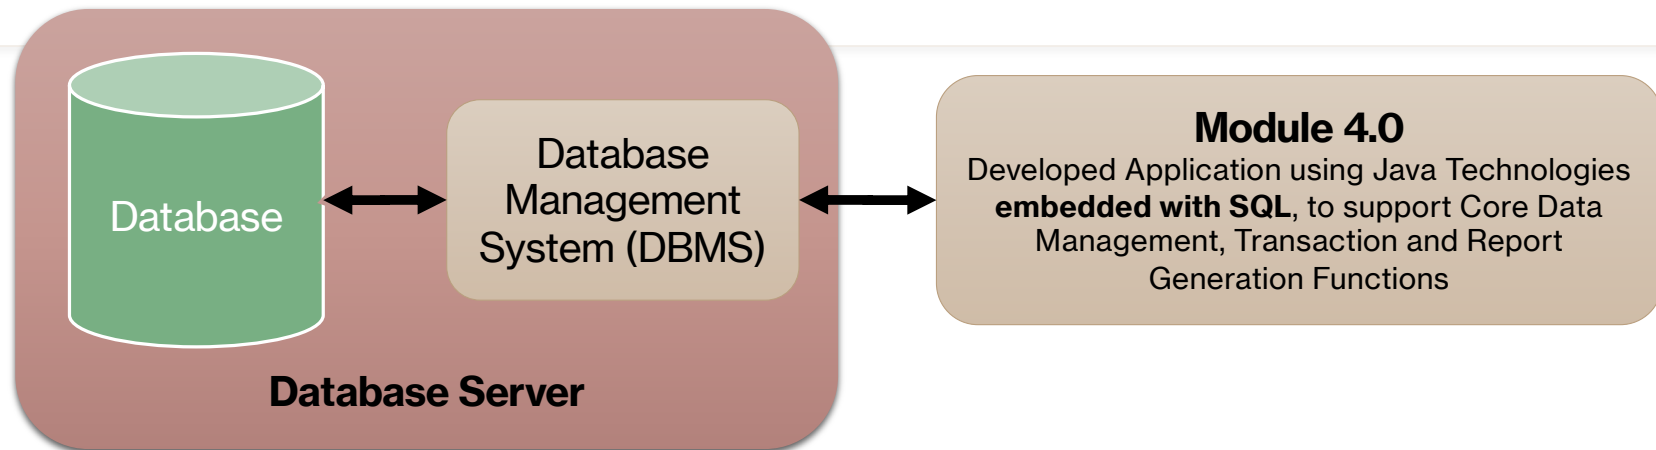 Database
Database
Management
System (DBMS)
Database Server
Module 4.0
Developed Application using Java Technologies
embedded with SQL, to support Core Data
Management, Transaction and Report
Generation Functions